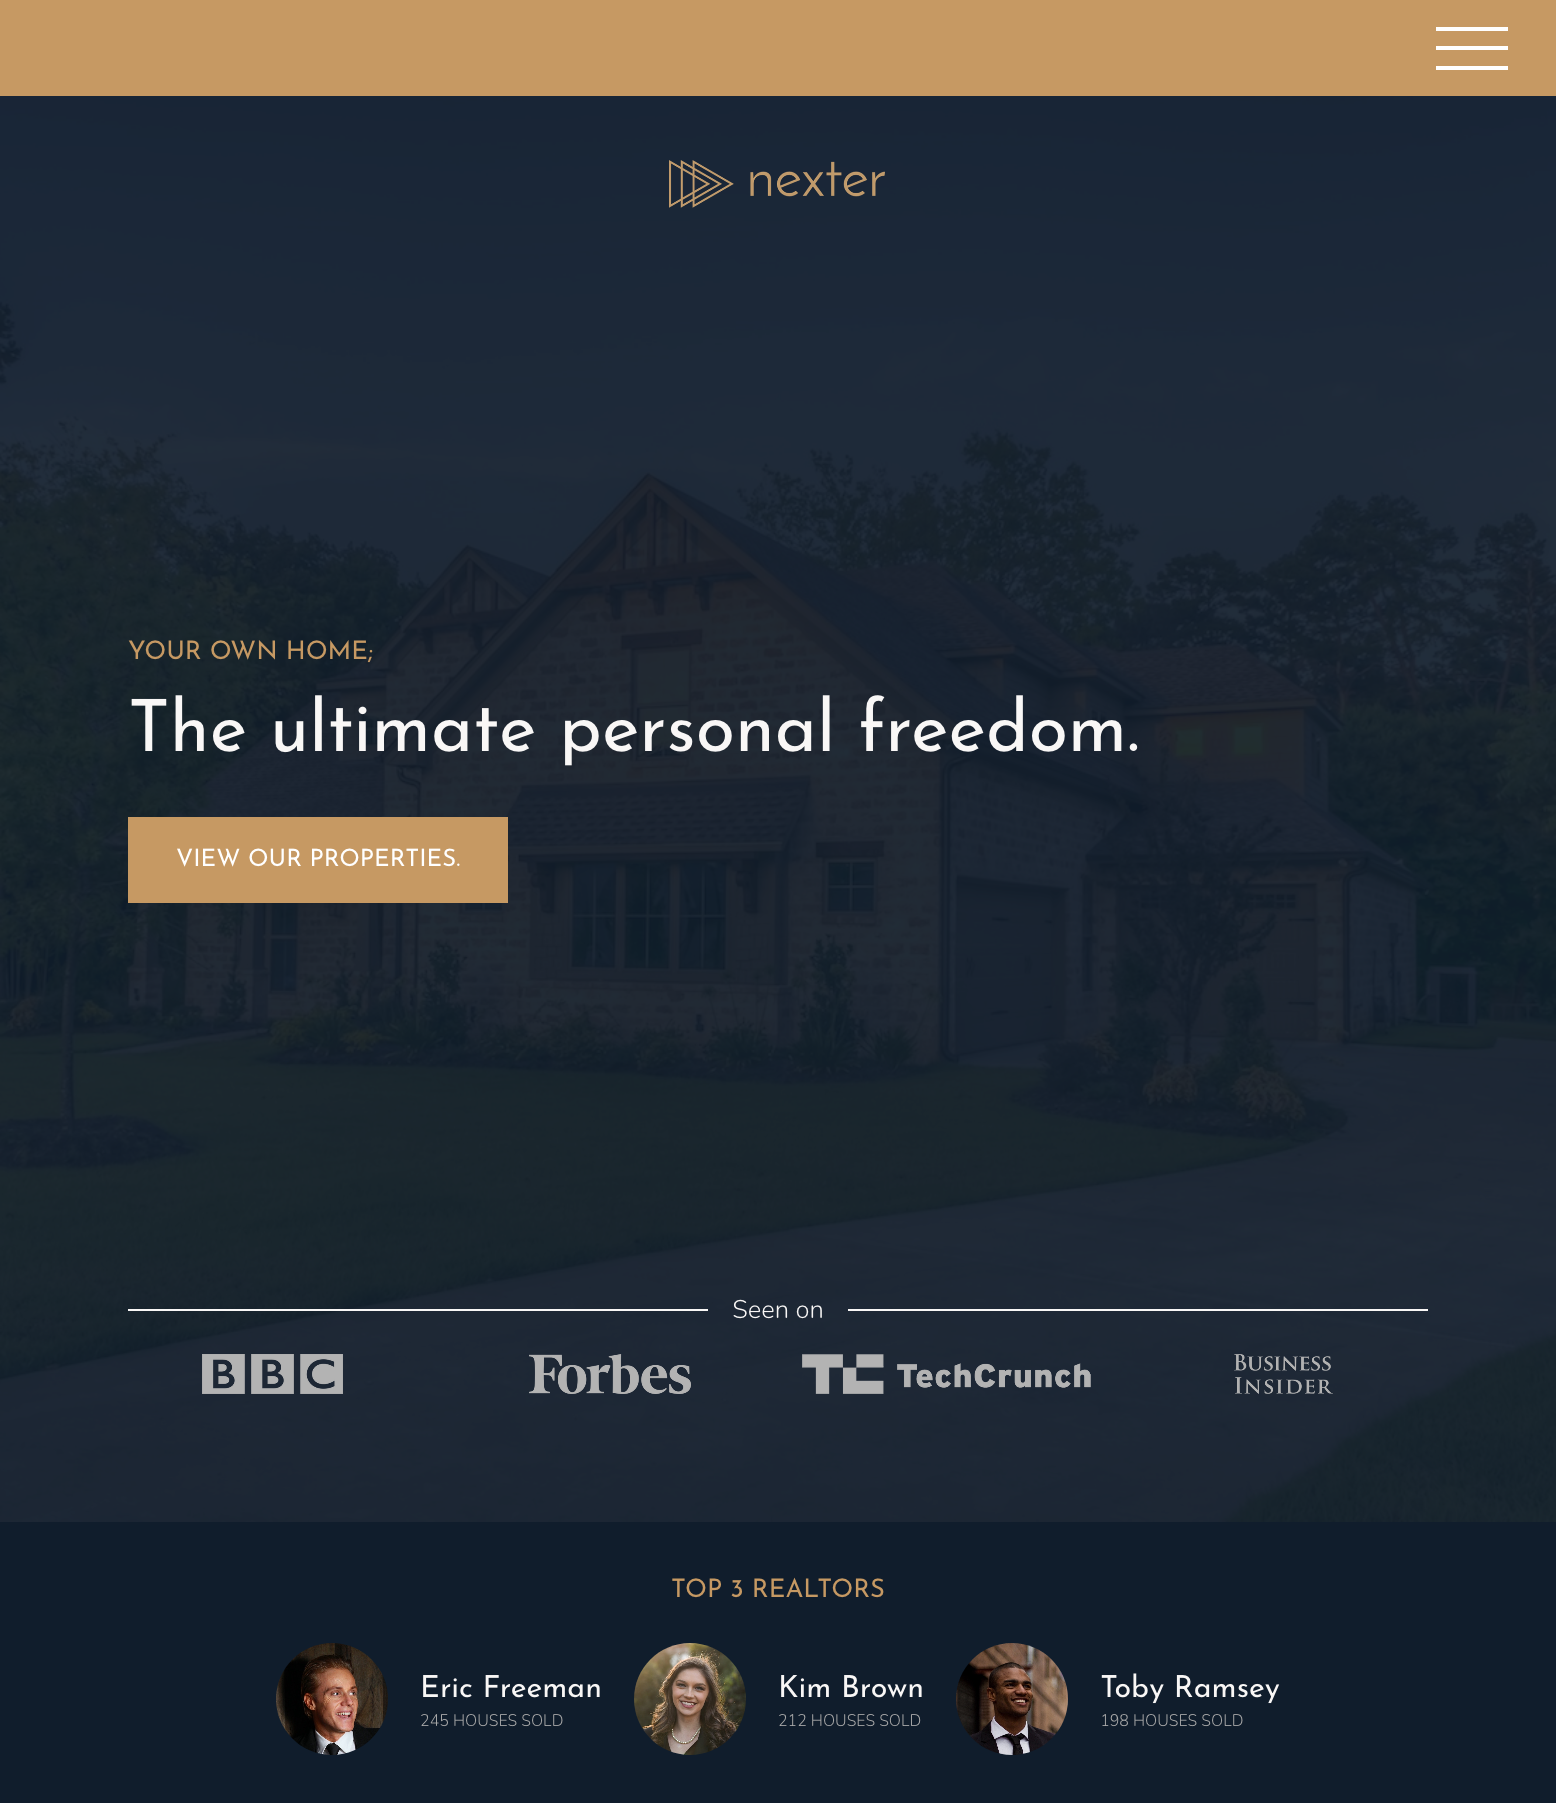 nexter
YOUR OWN HOME;
The ultimate personal freedom.
VIEW OUR PROPERTIES.
Seen on
BBC
Forbes
TC TechCrunch
BUSINESS
INSIDER
TOP 3 REALTORS
Eric Freeman
245 HOUSES SOLD
Kim Brown
212 HOUSES SOLD
Toby Ramsey
198 HOUSES SOLD